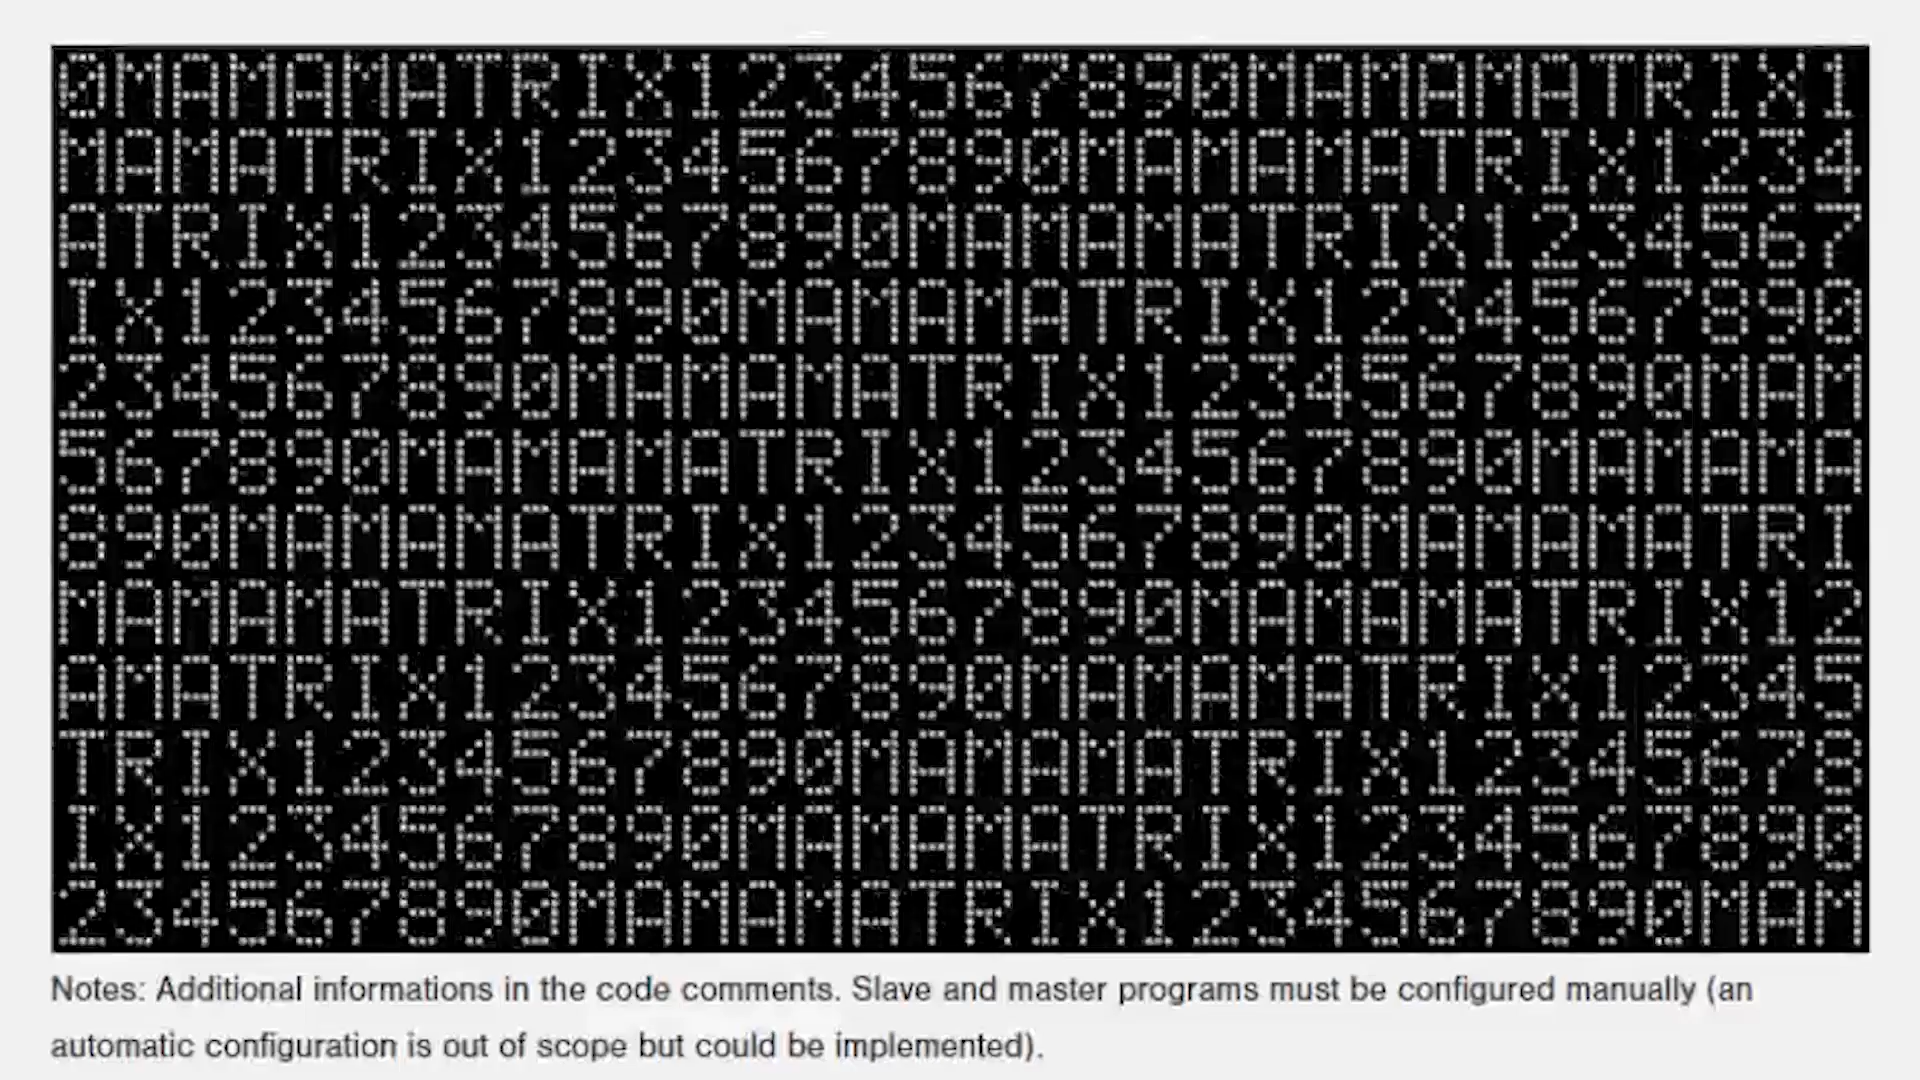 0MAMAMATRIX1234567890MAMAMATRIX1
MAMATRIX1234567890MAMAMATRIX1234
ATRIX1234567890MAMAMATRIX1234567
IX1234567890MAMAMATRIX1234567890
234567890MAMAMATRIX1234567890MAM
567890MAMAMATRIX1234567890MAMAMA
890MAMAMATRIX1234567890MAMAMATRI
MAMAMATRIX1234567890MAMAMATRIX12
AMATRIX1234567890MAMAMATRIX12345
TRIX1234567890MAMAMATRIX12345678
IX1234567890MAMAMATRIX1234567890
234567890MAMAMATRIX1234567890MAM
Notes: Additional informations in the code comments. Slave and master programs must be configured manually (an
automatic configuration is out of scope but could be implemented).